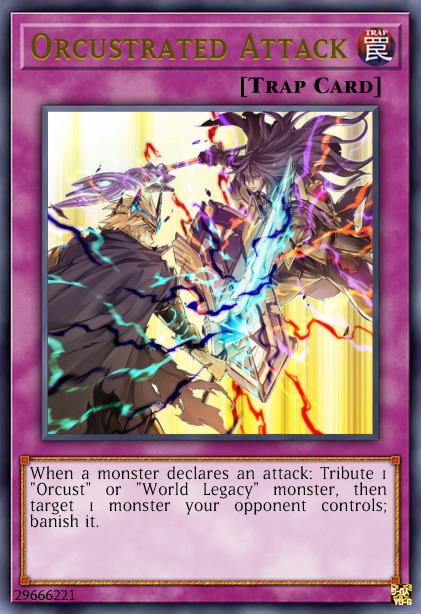 Orcustrated Attack
TRAP
罠
[Trap Card]
When a monster declares an attack: Tribute 1
"Orcust" or "World Legacy" monster, then
target 1 monster your opponent controls;
banish it.
29666221